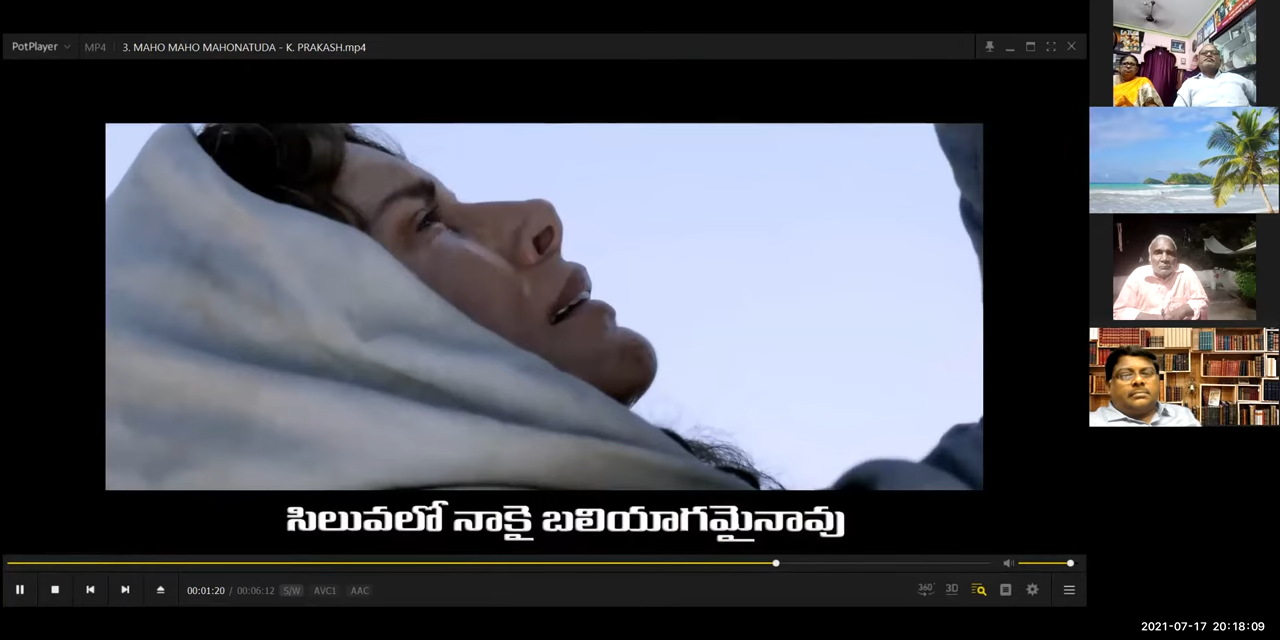 PotPlayer MP4 3. MAHO MAHO MAHONATUDA - K. PRAKASH.mp4
సిలువలో నాకై బలియాగమైనావు
00:01:20 / 00:06:12 S/W AVC1 AAC
360° 3D
2021-07-17 20:18:09